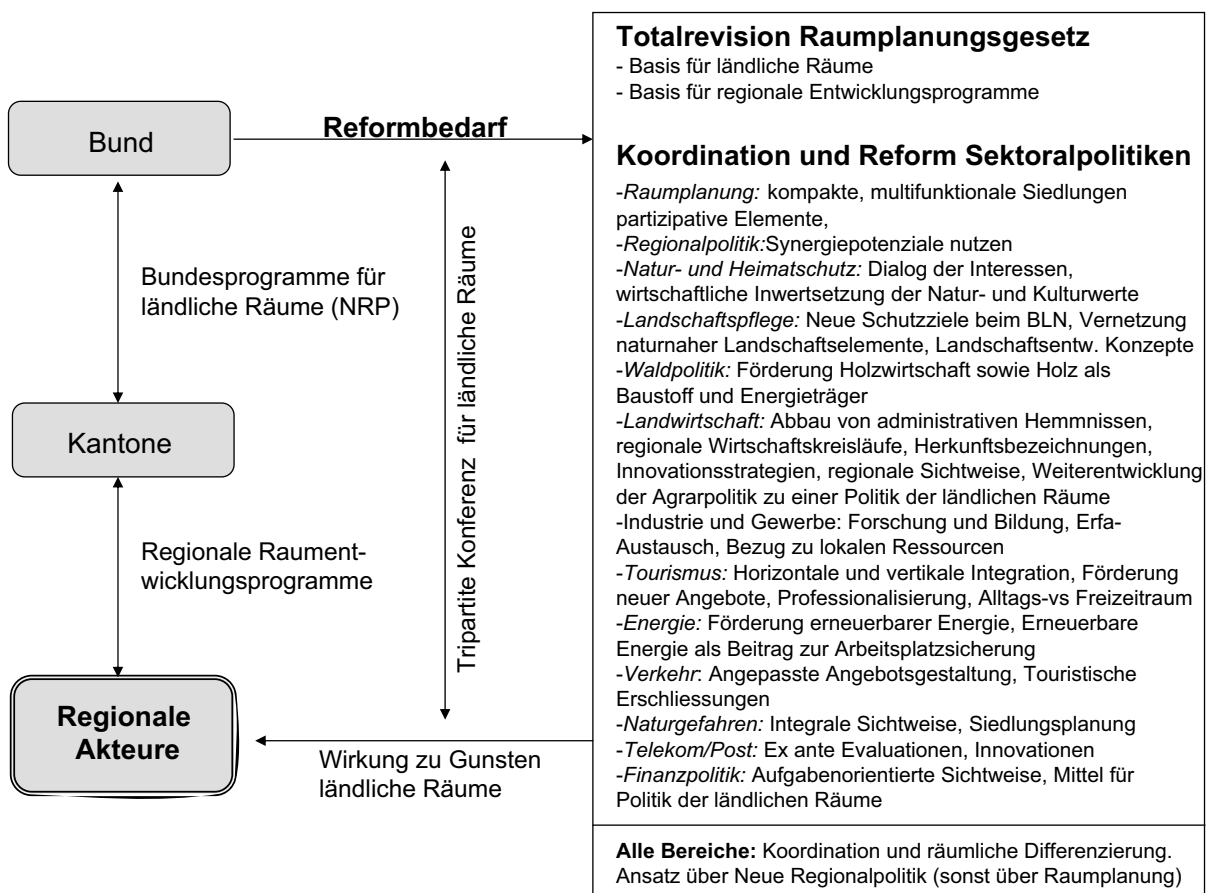 Bund
Reformbedarf
Bundesprogramme für
ländliche Räume (NRP)
Kantone
Regionale Raument-
wicklungsprogramme
Tripartite Konferenz für ländliche Räume
Regionale
Akteure
Wirkung zu Gunsten
ländliche Räume
Totalrevision Raumplanungsgesetz
- Basis für ländliche Räume
- Basis für regionale Entwicklungsprogramme
Koordination und Reform Sektoralpolitiken
-Raumplanung: kompakte, multifunktionale Siedlungen
partizipative Elemente,
-Regionalpolitik:Synergiepotenziale nutzen
-Natur- und Heimatschutz: Dialog der Interessen,
wirtschaftliche Inwertsetzung der Natur- und Kulturwerte
-Landschaftspflege: Neue Schutzziele beim BLN, Vernetzung
naturnaher Landschaftselemente, Landschaftsentw. Konzepte
-Waldpolitik: Förderung Holzwirtschaft sowie Holz als
Baustoff und Energieträger
-Landwirtschaft: Abbau von administrativen Hemmnissen,
regionale Wirtschaftskreisläufe, Herkunftsbezeichnungen,
Innovationsstrategien, regionale Sichtweise, Weiterentwicklung
der Agrarpolitik zu einer Politik der ländlichen Räume
-Industrie und Gewerbe: Forschung und Bildung, Erfa-
Austausch, Bezug zu lokalen Ressourcen
-Tourismus: Horizontale und vertikale Integration, Förderung
neuer Angebote, Professionalisierung, Alltags-vs Freizeitraum
-Energie: Förderung erneuerbarer Energie, Erneuerbare
Energie als Beitrag zur Arbeitsplatzsicherung
-Verkehr: Angepasste Angebotsgestaltung, Touristische
Erschliessungen
-Naturgefahren: Integrale Sichtweise, Siedlungsplanung
-Telekom/Post: Ex ante Evaluationen, Innovationen
-Finanzpolitik: Aufgabenorientierte Sichtweise, Mittel für
Politik der ländlichen Räume
Alle Bereiche: Koordination und räumliche Differenzierung.
Ansatz über Neue Regionalpolitik (sonst über Raumplanung)